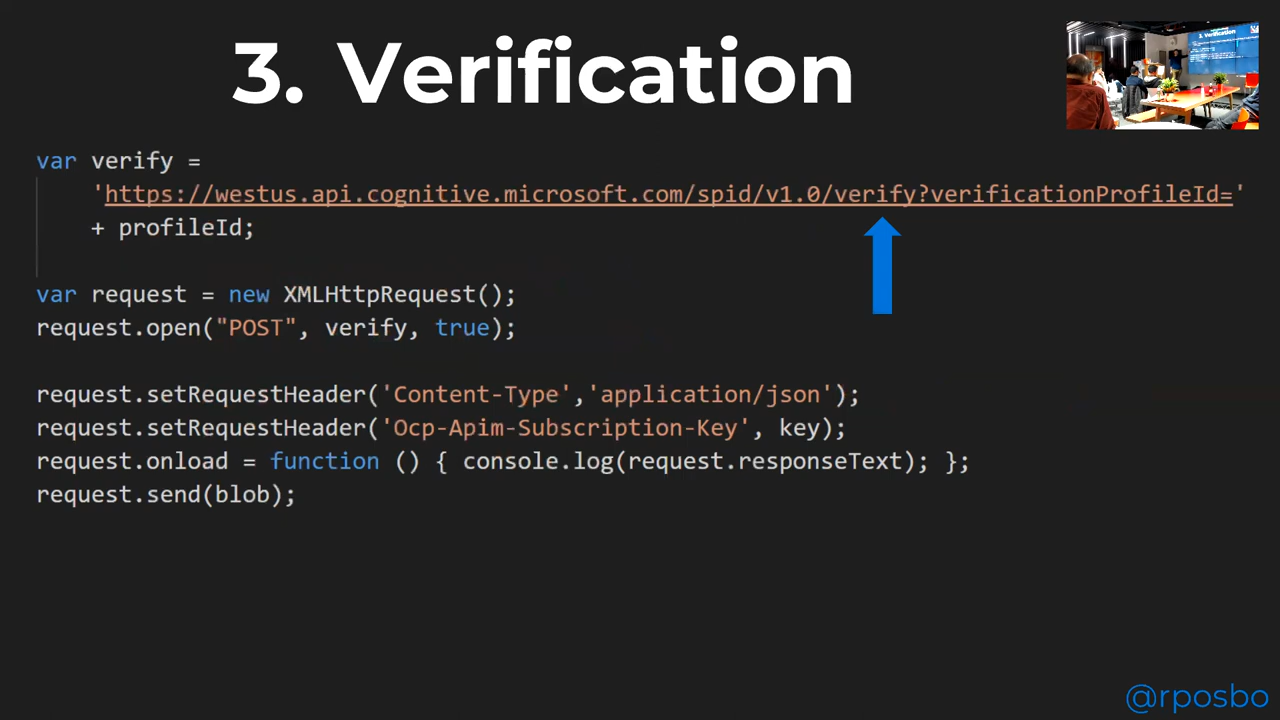 3. Verification
3. Verification
var verify =
'https://westus.api.cognitive.microsoft.com/spid/v1.0/verify?verificationProfileId='
+ profileId;
var request = new XMLHttpRequest();
request.open("POST", verify, true);
request.setRequestHeader('Content-Type','application/json');
request.setRequestHeader('Ocp-Apim-Subscription-Key', key);
request.onload = function () { console.log(request.responseText); };
request.send(blob);
@rposbo